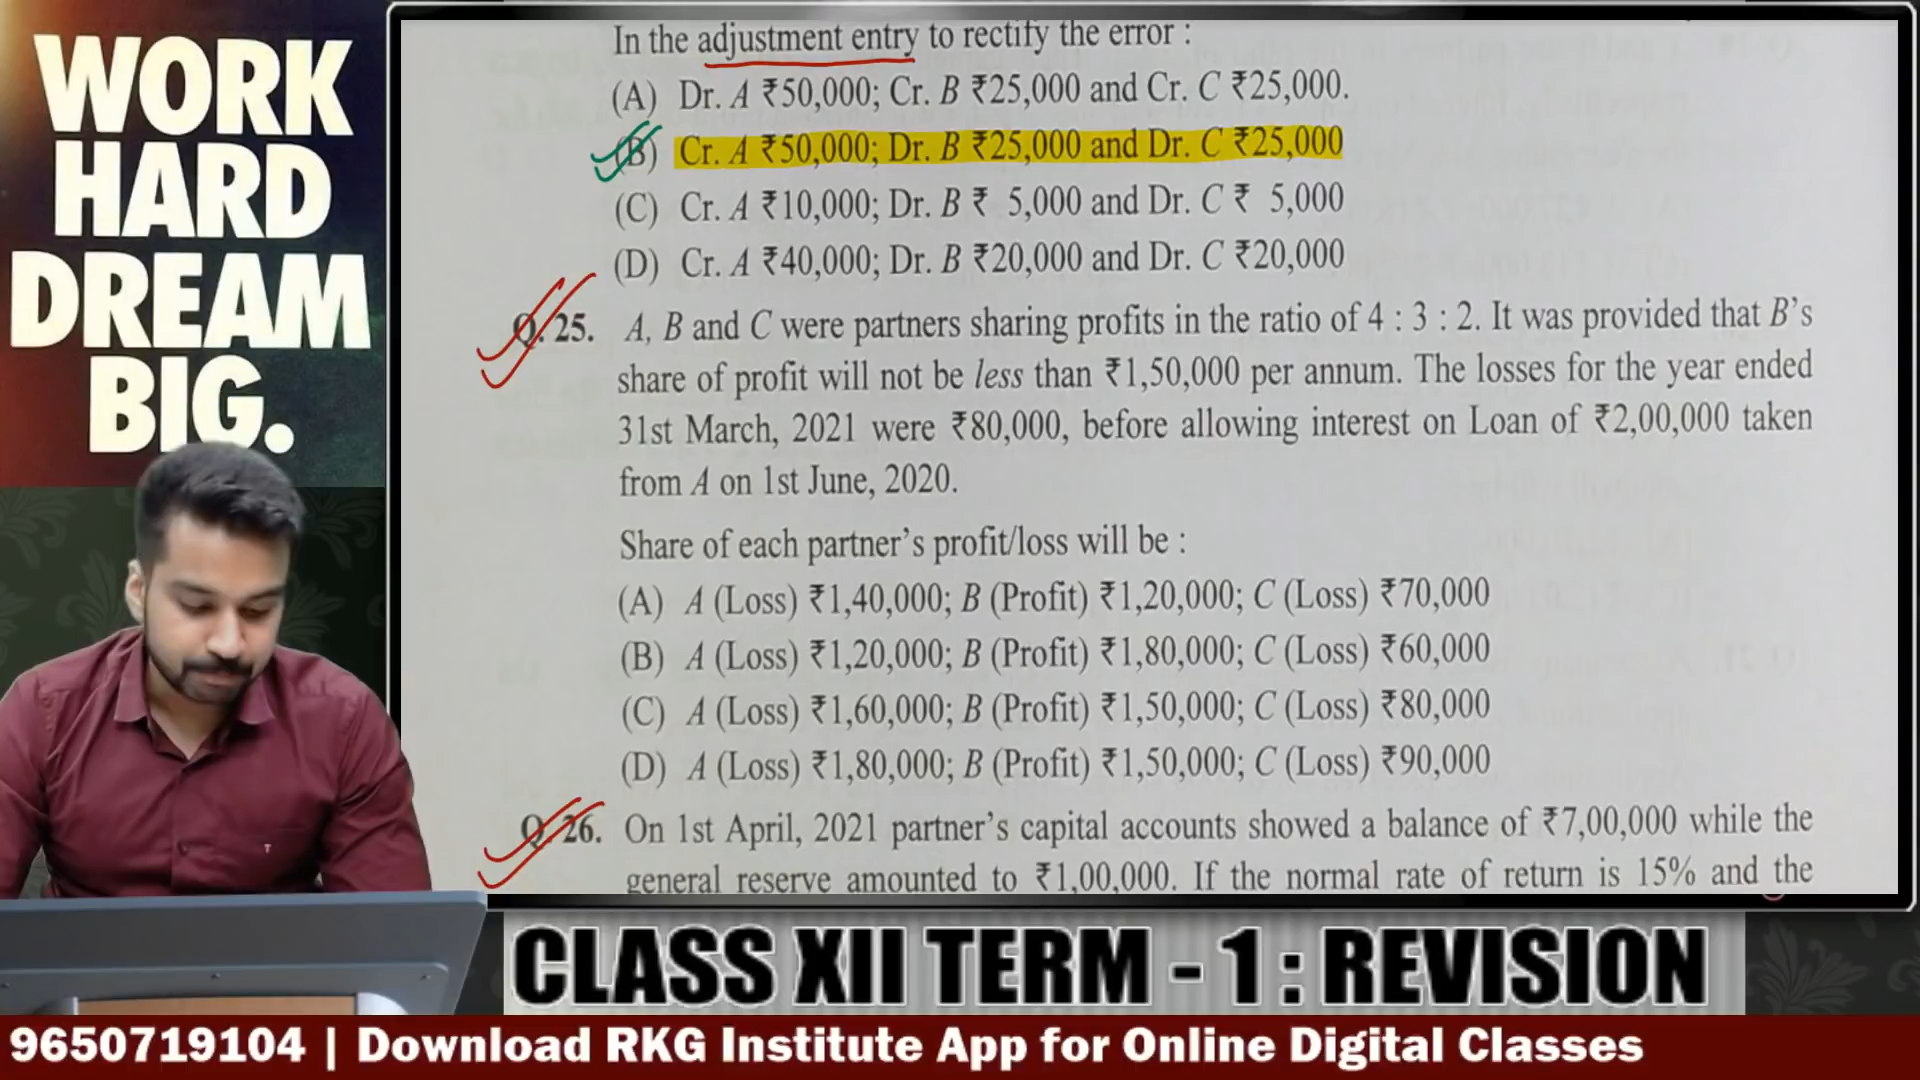 WORK
HARD
DREAM
BIG.
In the adjustment entry to rectify the error :
(A) Dr. A ₹50,000; Cr. B ₹25,000 and Cr. C ₹25,000.
(B) Cr. A ₹50,000; Dr. B ₹25,000 and Dr. C ₹25,000
(C) Cr. A ₹10,000; Dr. B ₹ 5,000 and Dr. C ₹ 5,000
(D) Cr. A ₹40,000; Dr. B ₹20,000 and Dr. C ₹20,000
Q. 25. A, B and C were partners sharing profits in the ratio of 4 : 3 : 2. It was provided that B's
share of profit will not be less than ₹1,50,000 per annum. The losses for the year ended
31st March, 2021 were ₹80,000, before allowing interest on Loan of ₹2,00,000 taken
from A on 1st June, 2020.
Share of each partner's profit/loss will be :
(A) A (Loss) ₹1,40,000; B (Profit) ₹1,20,000; C (Loss) ₹70,000
(B) A (Loss) ₹1,20,000; B (Profit) ₹1,80,000; C (Loss) ₹60,000
(C) A (Loss) ₹1,60,000; B (Profit) ₹1,50,000; C (Loss) ₹80,000
(D) A (Loss) ₹1,80,000; B (Profit) ₹1,50,000; C (Loss) ₹90,000
Q. 26. On 1st April, 2021 partner's capital accounts showed a balance of ₹7,00,000 while the
general reserve amounted to ₹1,00,000. If the normal rate of return is 15% and the
CLASS XII TERM - 1 : REVISION
9650719104 | Download RKG Institute App for Online Digital Classes